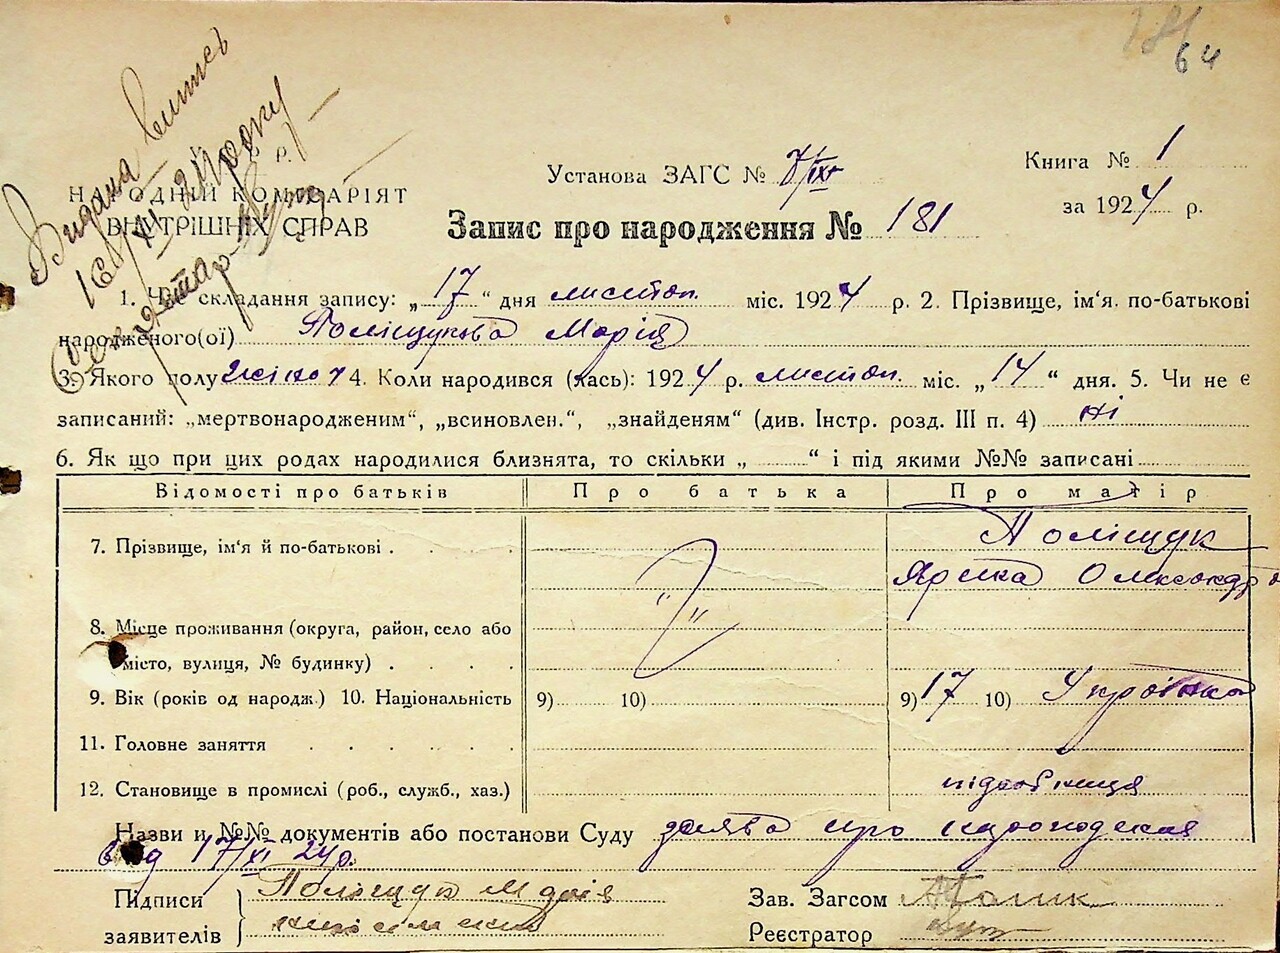 64
Видана витись
У. С. Р. Р.
НАРОДНІЙ КОМІСАРІЯТ
ВНУТРІШНІХ СПРАВ
Установа ЗАГС №
Книга № 1
за 1924 р.
Запис про народження № 181
1. Час складання запису: „ 17 “ дня листоп. міс. 1924 р. 2. Прізвище, ім'я, по-батькові
народженого(ої) Поліщукова Марія
3. Якого полу жіноч 4. Коли народився (лась): 1924 р. листоп. міс. „ 14 “ дня. 5. Чи не є
записаний: „мертвонародженим“, „всиновлен.“, „знайденям“ (див. Інстр. розд. III п. 4) ні
6. Як що при цих родах народилися близнята, то скільки „ “ і під якими №№ записані
Відомості про батьків Про батька Про матір
7. Прізвище, ім'я й по-батькові Поліщук
Олександр
8. Місце проживання (округа, район, село або
місто, вулиця, № будинку)
9. Вік (років од народж.) 10. Національність 9) 10) 9) 17 10) Українка
11. Головне заняття
12. Становище в промислі (роб., служб., хаз.)
Назви и №№ документів або постанови Суду заява про народження
від 17/XI 24 р.
Підписи Поліщук Марія Зав. Загсом
заявителів Реєстратор